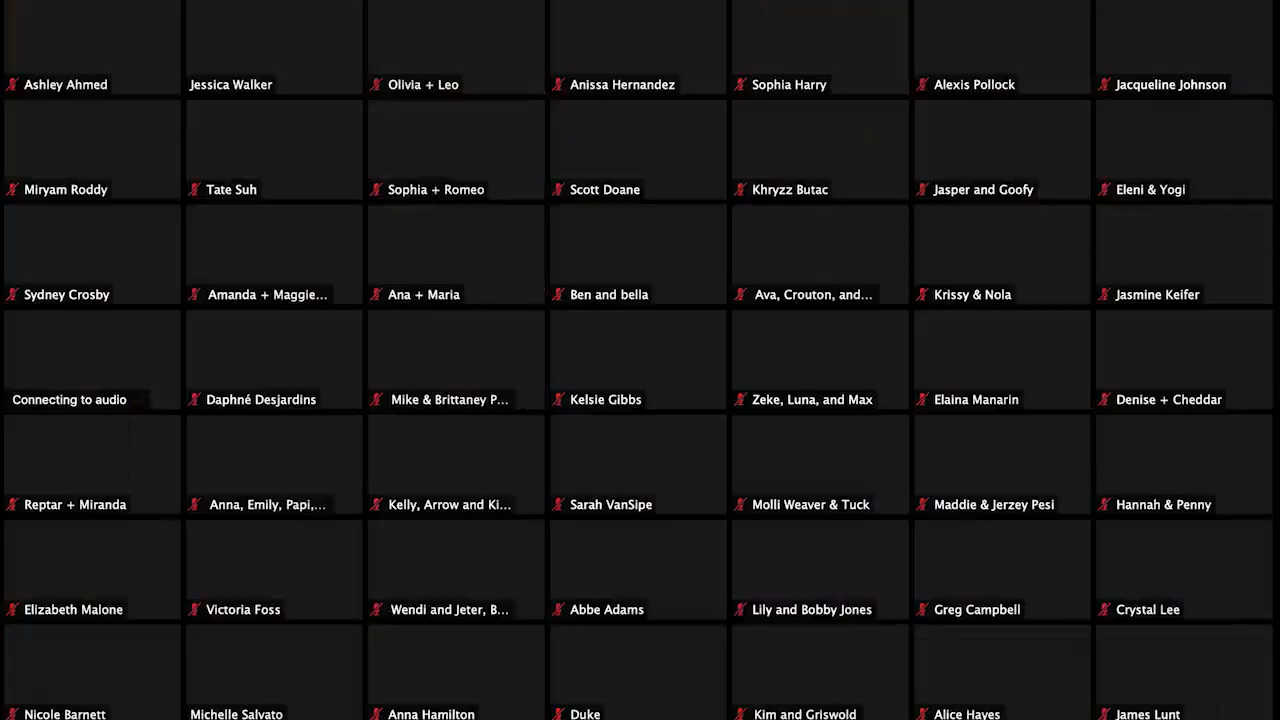 Ashley Ahmed
Jessica Walker
Olivia + Leo
Anissa Hernandez
Sophia Harry
Alexis Pollock
Jacqueline Johnson
Miryam Roddy
Tate Suh
Sophia + Romeo
Scott Doane
Khryzz Butac
Jasper and Goofy
Eleni & Yogi
Sydney Crosby
Amanda + Maggie...
Ana + Maria
Ben and bella
Ava, Crouton, and...
Krissy & Nola
Jasmine Keifer
Connecting to audio
Daphné Desjardins
Mike & Brittaney P...
Kelsie Gibbs
Zeke, Luna, and Max
Elaina Manarin
Denise + Cheddar
Reptar + Miranda
Anna, Emily, Papi,...
Kelly, Arrow and Ki...
Sarah VanSipe
Molli Weaver & Tuck
Maddie & Jerzey Pesi
Hannah & Penny
Elizabeth Malone
Victoria Foss
Wendi and Jeter, B...
Abbe Adams
Lily and Bobby Jones
Greg Campbell
Crystal Lee
Nicole Barnett
Michelle Salvato
Anna Hamilton
Duke
Kim and Griswold
Alice Hayes
James Lunt